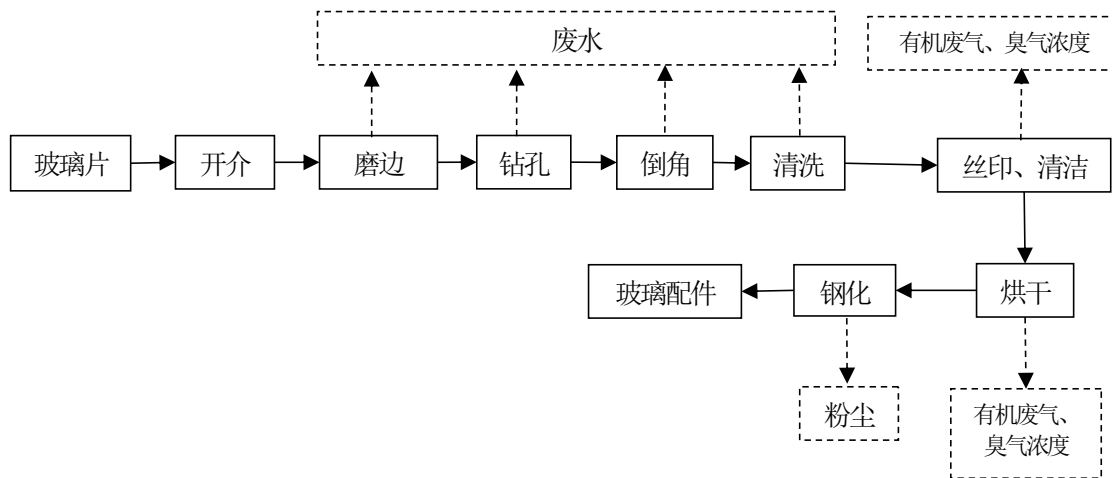 废水
有机废气、臭气浓度
玻璃片
开介
磨边
钻孔
倒角
清洗
丝印、清洁
玻璃配件
钢化
烘干
粉尘
有机废气、
臭气浓度